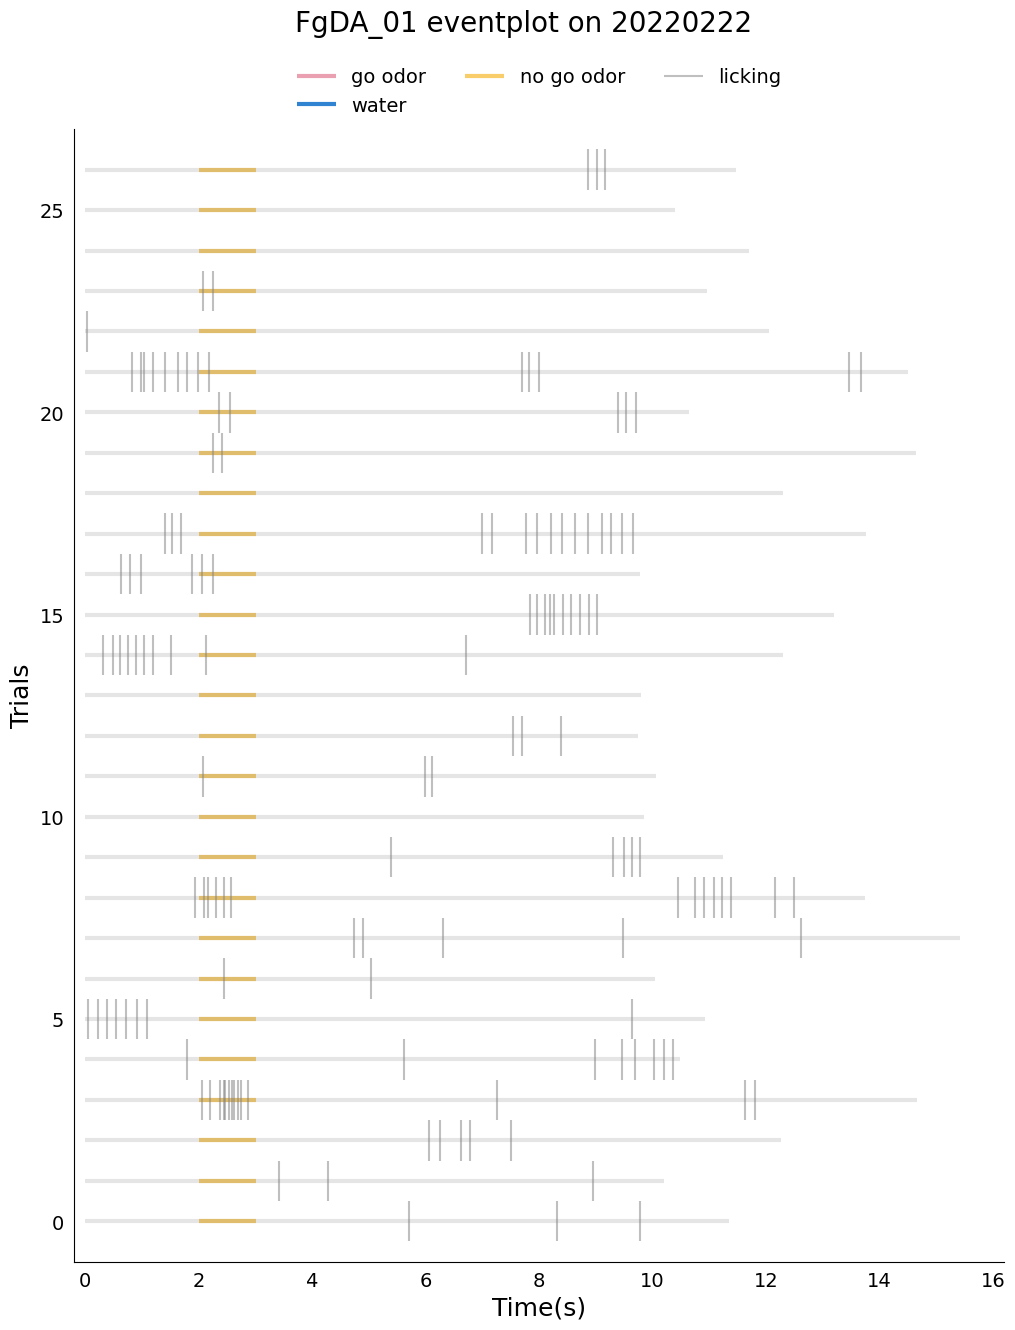 FgDA_01 eventplot on 20220222
go odor
no go odor
licking
water
25
20
15
10
5
0
Trials
0 2 4 6 8 10 12 14 16
Time(s)